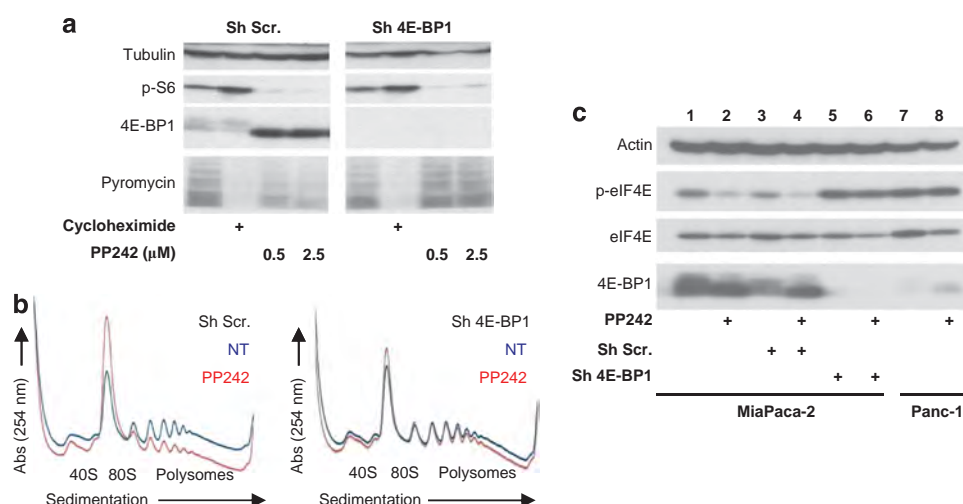 a
Sh Scr. Sh 4E-BP1
Tubulin
p-S6
4E-BP1
Pyromycin
Cycloheximide + +
PP242 (μM) 0.5 2.5 0.5 2.5
b
Sh Scr.
NT
PP242
Abs (254 nm)
40S 80S Polysomes
Sedimentation
Sh 4E-BP1
NT
PP242
Abs (254 nm)
40S 80S Polysomes
Sedimentation
c
1 2 3 4 5 6 7 8
Actin
p-eIF4E
eIF4E
4E-BP1
PP242 + + + +
Sh Scr. + +
Sh 4E-BP1 + +
MiaPaca-2 Panc-1